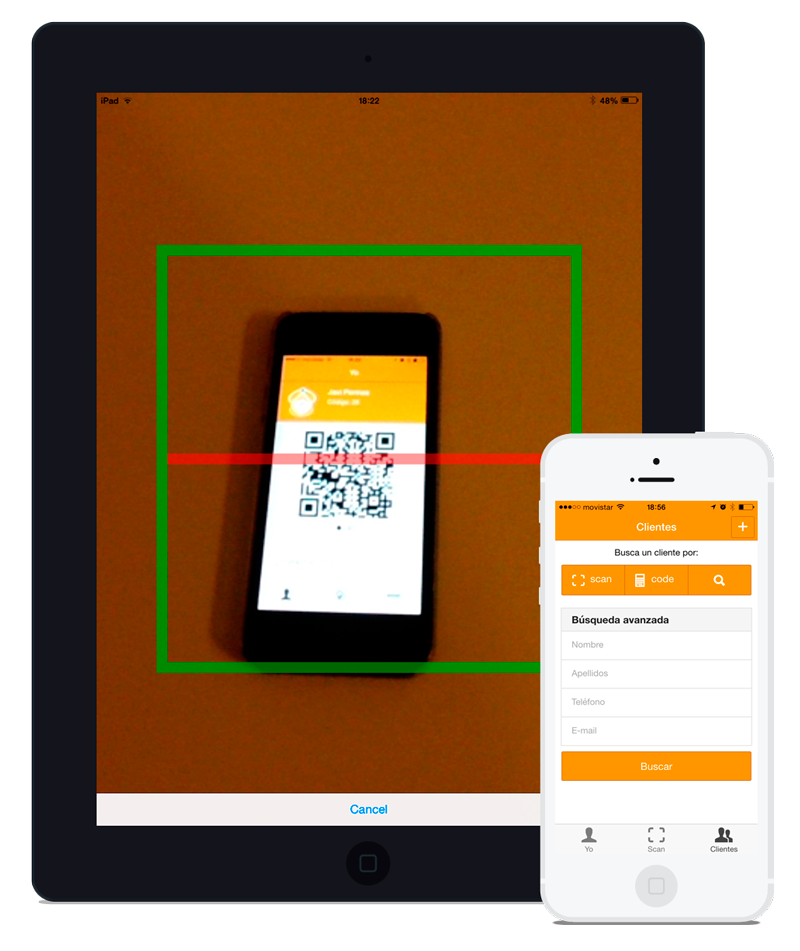 iPad 18:22 48%
Yo
Cancel
movistar 18:56
Clientes +
Busca un cliente por:
scan code
Búsqueda avanzada
Nombre
Apellidos
Teléfono
E-mail
Buscar
Yo Scan Clientes